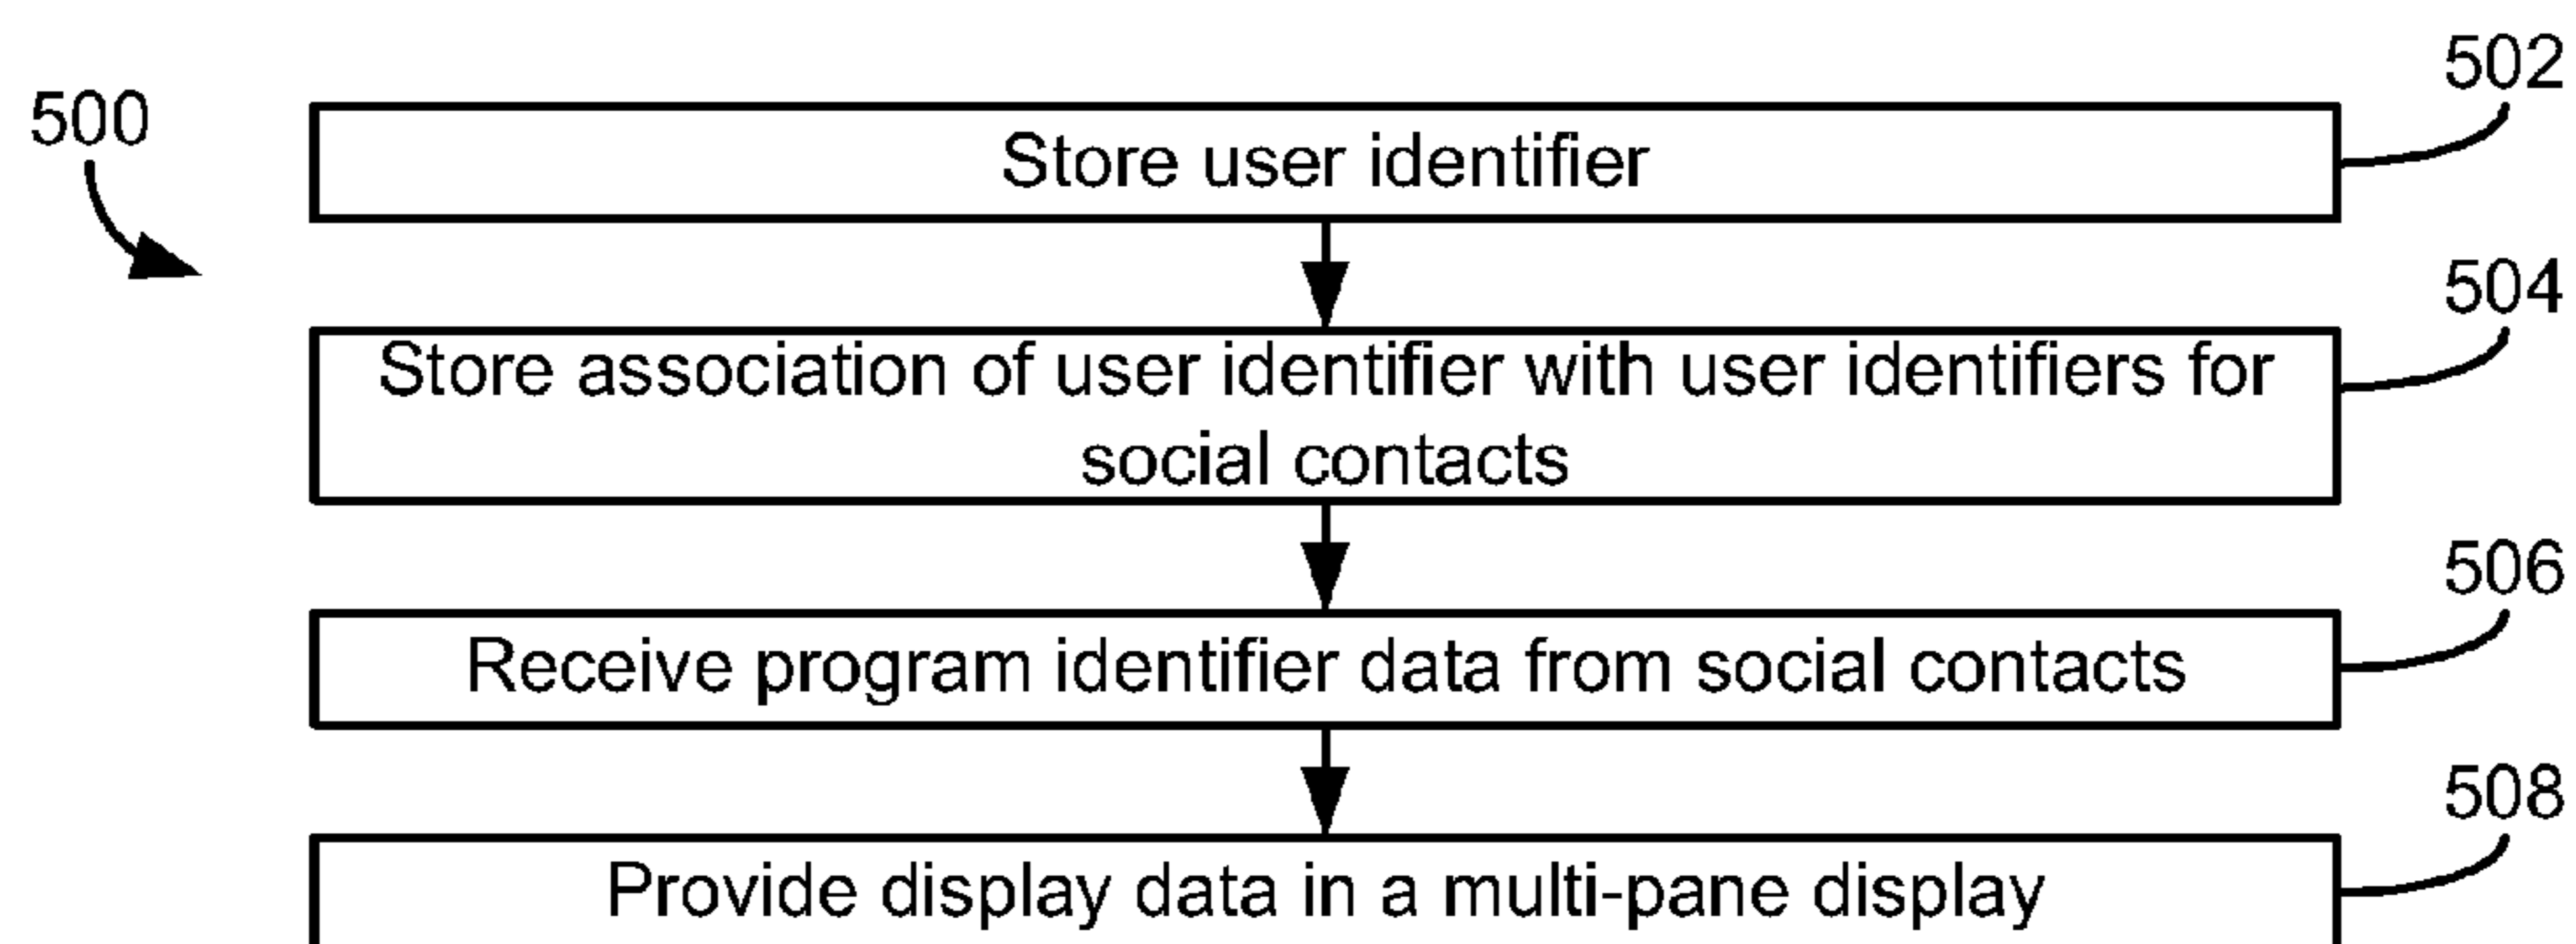 502
500
Store user identifier
504
Store association of user identifier with user identifiers for
social contacts
506
Receive program identifier data from social contacts
508
Provide display data in a multi-pane display